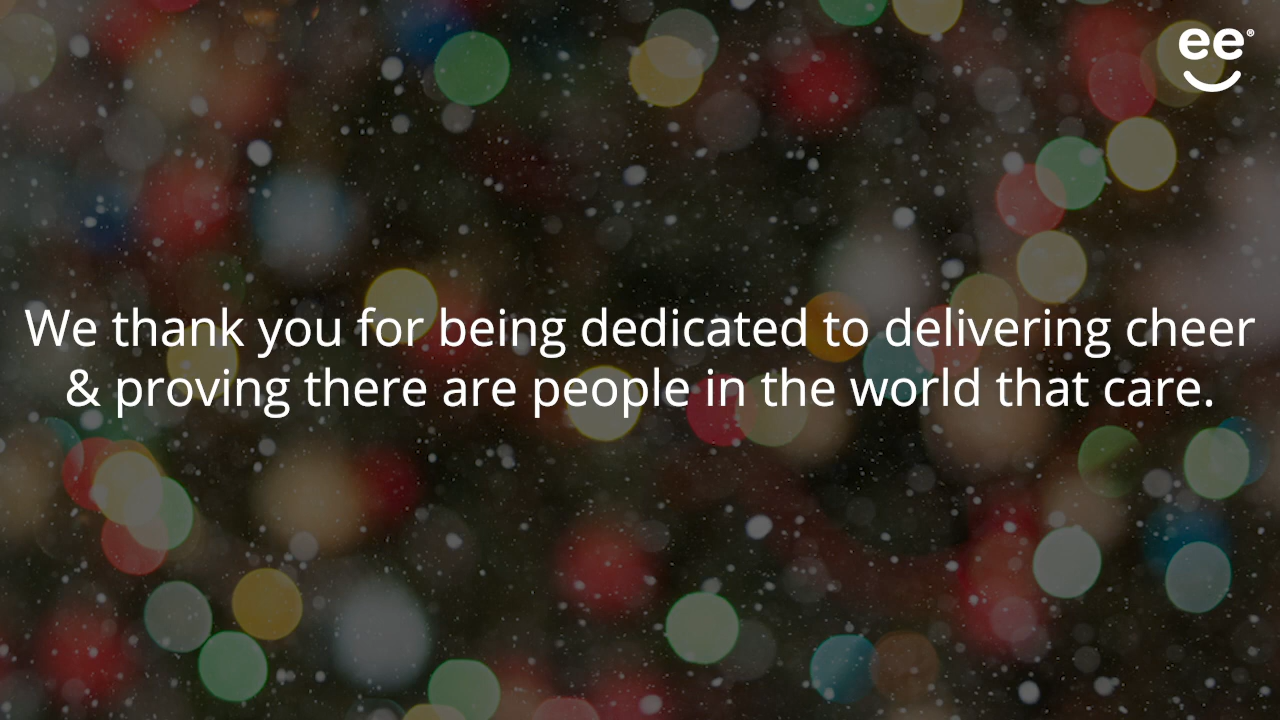 ee®
We thank you for being dedicated to delivering cheer
& proving there are people in the world that care.